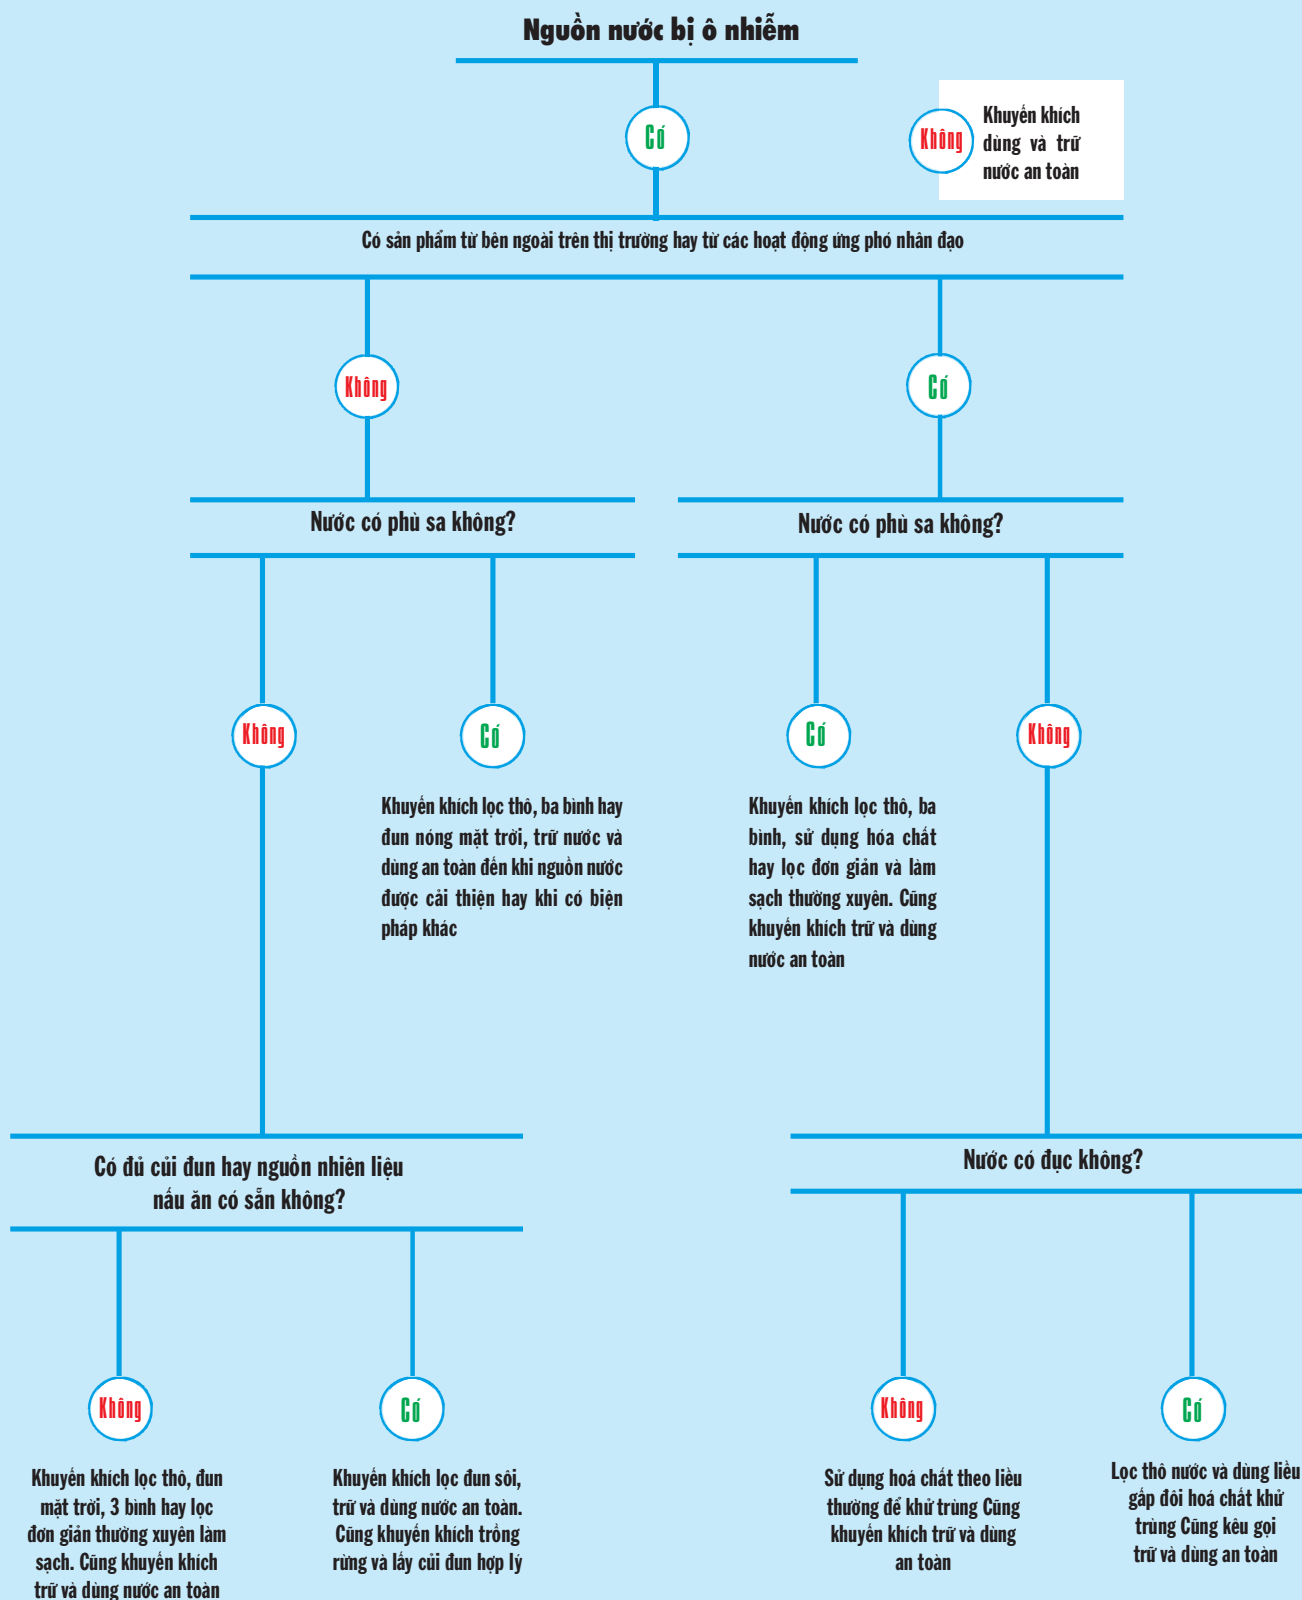 Nguồn nước bị ô nhiễm
Có
Không
Khuyến khích
dùng và trữ
nước an toàn
Có sản phẩm từ bên ngoài trên thị trường hay từ các hoạt động ứng phó nhân đạo
Không
Có
Nước có phù sa không?
Nước có phù sa không?
Không
Có
Có
Không
Khuyến khích lọc thô, ba bình hay
đun nóng mặt trời, trữ nước và
dùng an toàn đến khi nguồn nước
được cải thiện hay khi có biện
pháp khác
Khuyến khích lọc thô, ba
bình, sử dụng hóa chất
hay lọc đơn giản và làm
sạch thường xuyên. Cũng
khuyến khích trữ và dùng
nước an toàn
Có đủ củi đun hay nguồn nhiên liệu
nấu ăn có sẵn không?
Nước có đục không?
Không
Có
Không
Có
Khuyến khích lọc thô, đun
mặt trời, 3 bình hay lọc
đơn giản thường xuyên làm
sạch. Cũng khuyến khích
trữ và dùng nước an toàn
Khuyến khích lọc đun sôi,
trữ và dùng nước an toàn.
Cũng khuyến khích trồng
rừng và lấy củi đun hợp lý
Sử dụng hoá chất theo liều
thường để khử trùng Cũng
khuyến khích trữ và dùng
an toàn
Lọc thô nước và dùng liều
gấp đôi hoá chất khử
trùng Cũng kêu gọi
trữ và dùng an toàn